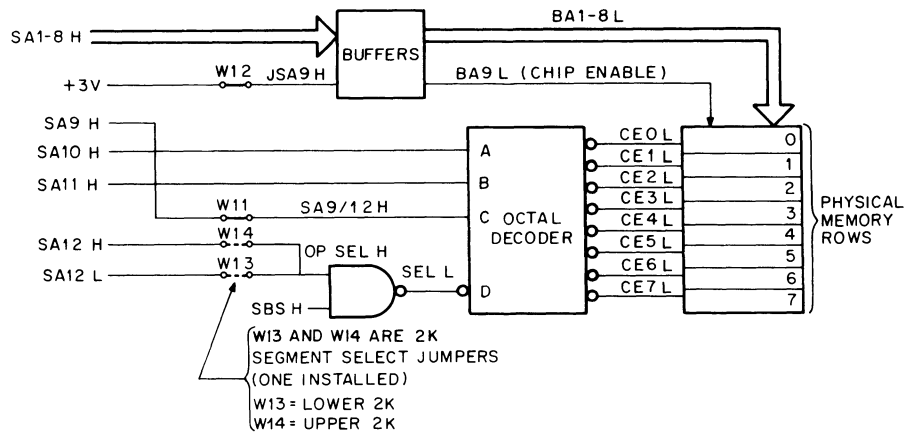 SA1-8 H
BUFFERS
BA1-8 L
+3V
W12
JSA9 H
BA9 L (CHIP ENABLE)
SA9 H
SA10 H
SA11 H
W11
SA9/12 H
SA12 H
W14
SA12 L
W13
OP SEL H
SBS H
SEL L
A
B
C
D
OCTAL
DECODER
CE0 L
CE1 L
CE2 L
CE3 L
CE4 L
CE5 L
CE6 L
CE7 L
0
1
2
3
4
5
6
7
PHYSICAL
MEMORY
ROWS
W13 AND W14 ARE 2K
SEGMENT SELECT JUMPERS
(ONE INSTALLED)
W13= LOWER 2K
W14= UPPER 2K